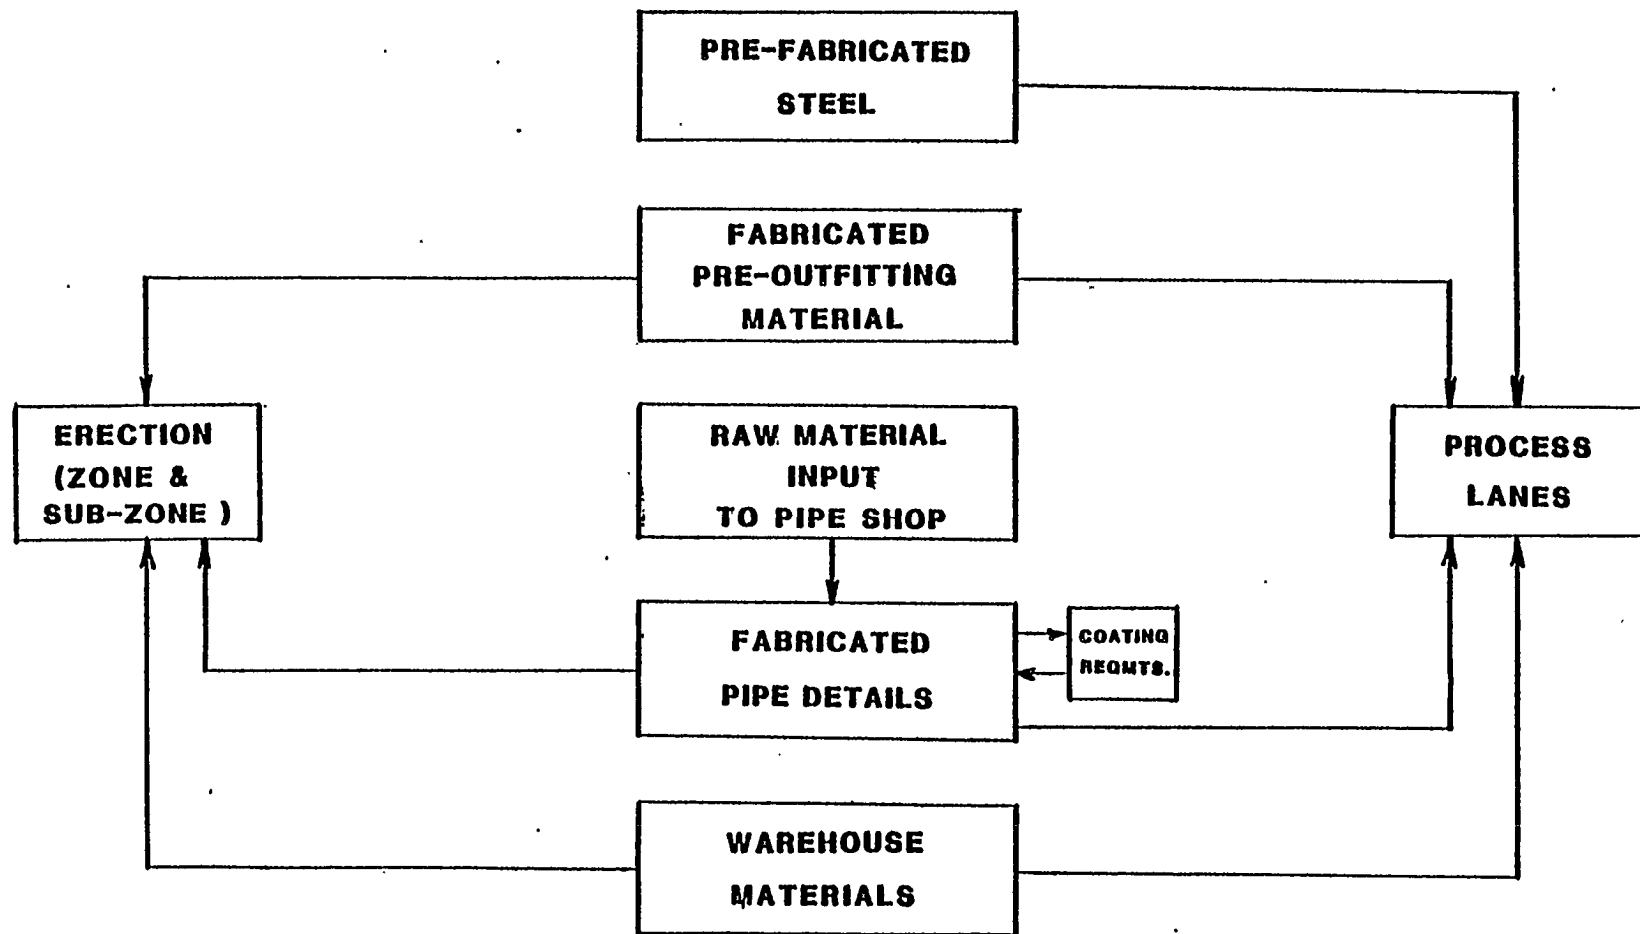 PRE-FABRICATED
STEEL
FABRICATED
PRE-OUTFITTING
MATERIAL
ERECTION
(ZONE &
SUB-ZONE )
RAW MATERIAL
INPUT
TO PIPE SHOP
PROCESS
LANES
FABRICATED
PIPE DETAILS
COATING
REQMTS.
WAREHOUSE
MATERIALS